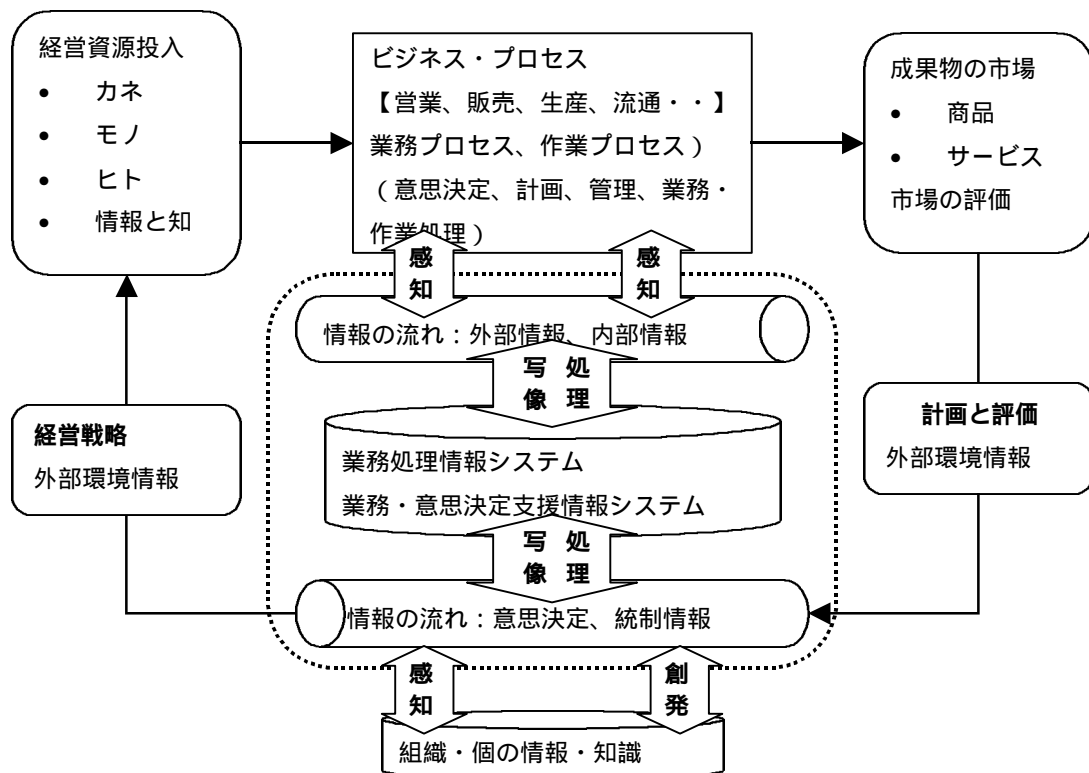 経営資源投入
• カネ
• モノ
• ヒト
• 情報と知
ビジネス・プロセス
【営業、販売、生産、流通・・】
業務プロセス、作業プロセス）
（意思決定、計画、管理、業務・
作業処理）
成果物の市場
• 商品
• サービス
市場の評価
感知
感知
情報の流れ：外部情報、内部情報
写像 処理
経営戦略
外部環境情報
業務処理情報システム
業務・意思決定支援情報システム
計画と評価
外部環境情報
写像 処理
情報の流れ：意思決定、統制情報
感知
創発
組織・個の情報・知識